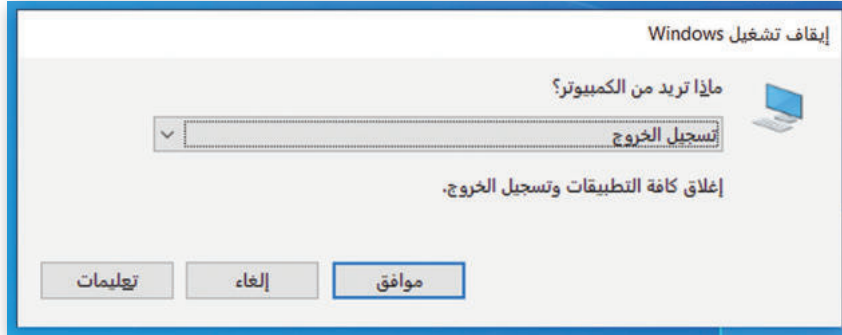 إيقاف تشغيل Windows
ماذا تريد من الكمبيوتر؟
تسجيل الخروج
إغلاق كافة التطبيقات وتسجيل الخروج.
موافق إلغاء تعليمات